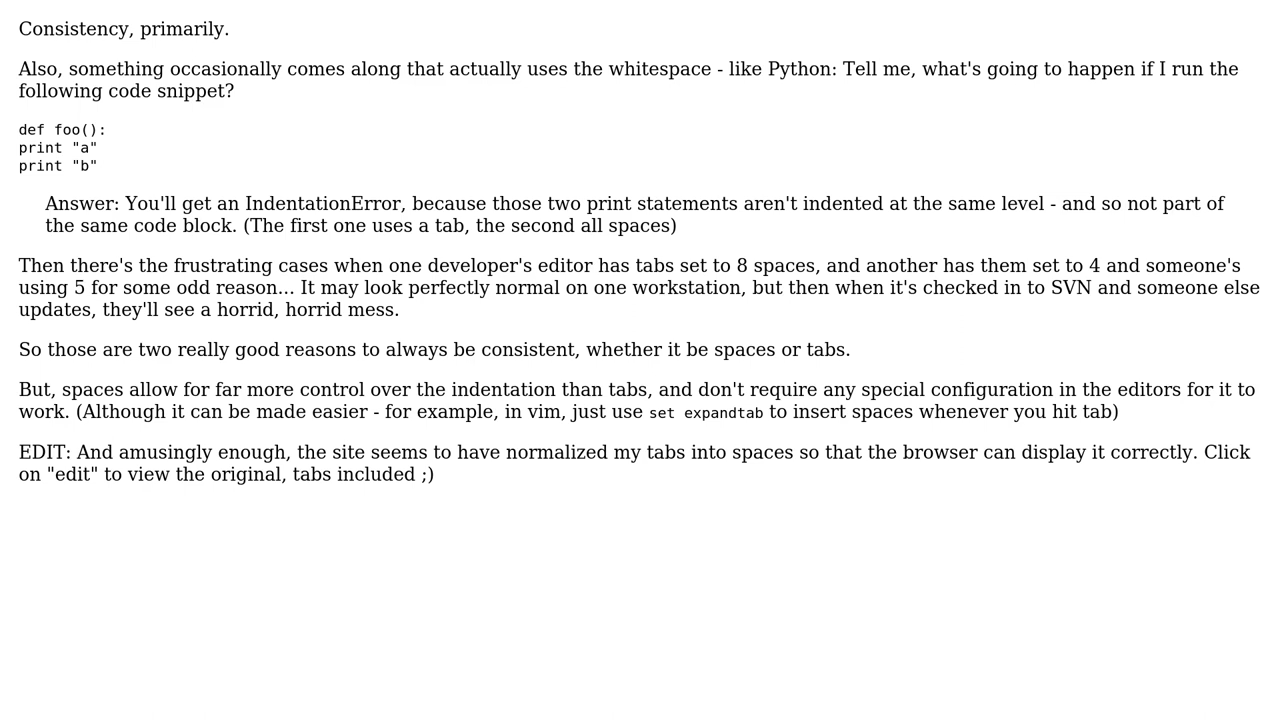 Consistency, primarily.
Also, something occasionally comes along that actually uses the whitespace - like Python: Tell me, what's going to happen if I run the
following code snippet?
def foo():
print "a"
print "b"
Answer: You'll get an IndentationError, because those two print statements aren't indented at the same level - and so not part of
the same code block. (The first one uses a tab, the second all spaces)
Then there's the frustrating cases when one developer's editor has tabs set to 8 spaces, and another has them set to 4 and someone's
using 5 for some odd reason... It may look perfectly normal on one workstation, but then when it's checked in to SVN and someone else
updates, they'll see a horrid, horrid mess.
So those are two really good reasons to always be consistent, whether it be spaces or tabs.
But, spaces allow for far more control over the indentation than tabs, and don't require any special configuration in the editors for it to
work. (Although it can be made easier - for example, in vim, just use set expandtab to insert spaces whenever you hit tab)
EDIT: And amusingly enough, the site seems to have normalized my tabs into spaces so that the browser can display it correctly. Click
on "edit" to view the original, tabs included ;)